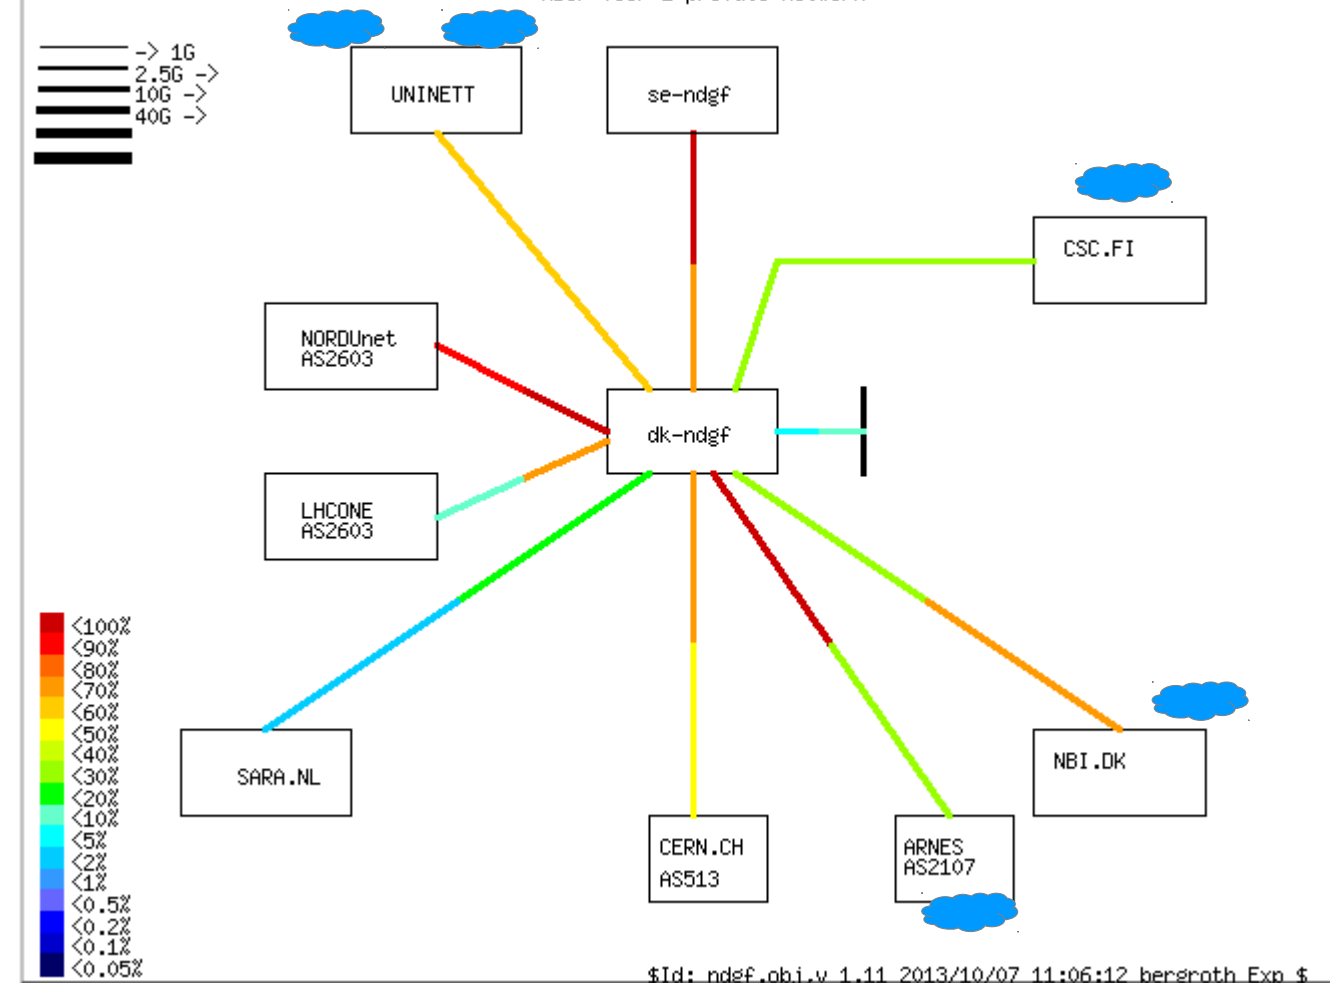 -> 1G
2.5G ->
10G ->
40G ->
UNINETT
se-ndgf
CSC.FI
NORDUnet
AS2603
dk-ndgf
LHCONE
AS2603
<100%
<90%
<80%
<70%
<60%
<50%
<40%
<30%
<20%
<10%
<5%
<2%
<1%
<0.5%
<0.2%
<0.1%
<0.05%
SARA.NL
NBI.DK
CERN.CH
AS513
ARNES
AS2107
$Id: ndgf.obj,v 1.11 2013/10/07 11:06:12 bergroth Exp $